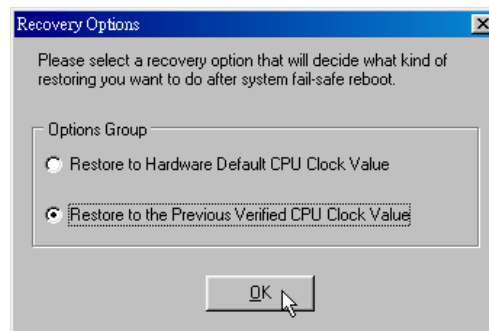 Recovery Options
Please select a recovery option that will decide what kind of
restoring you want to do after system fail-safe reboot.
Options Group
Restore to Hardware Default CPU Clock Value
Restore to the Previous Verified CPU Clock Value
OK